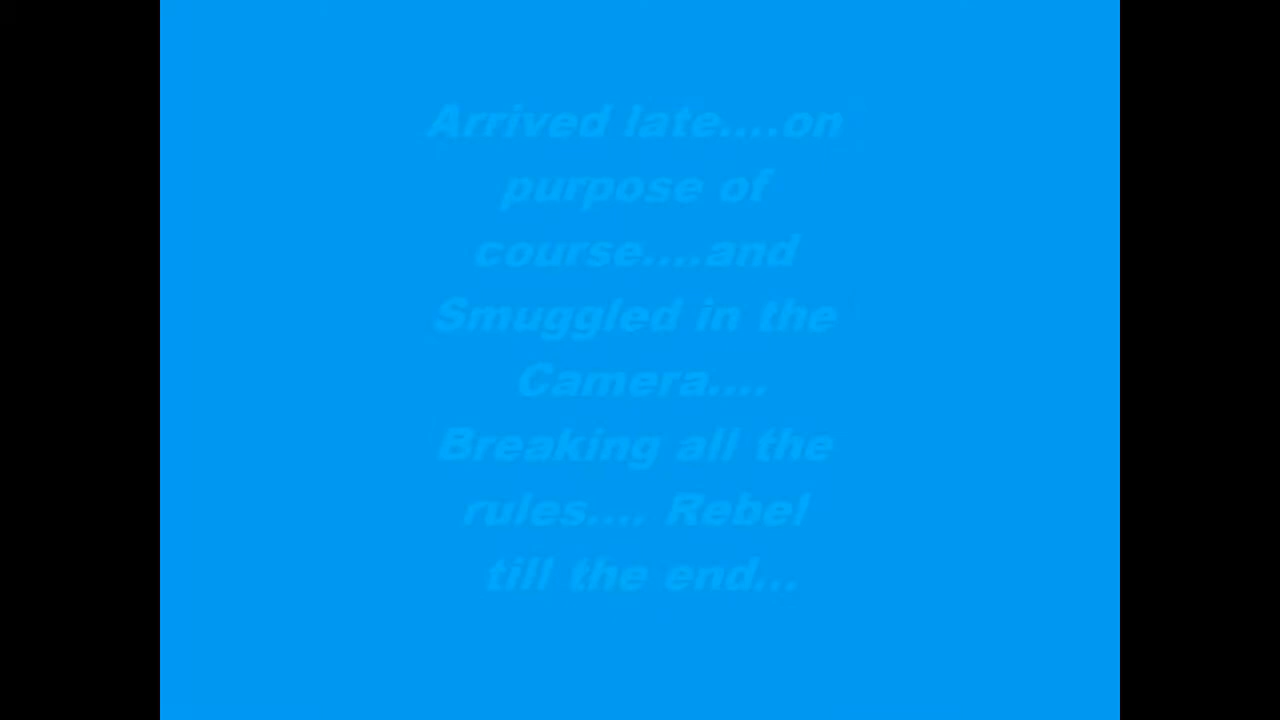 Arrived late....on
purpose of
course....and
Smuggled in the
Camera....
Breaking all the
rules.... Rebel
till the end...